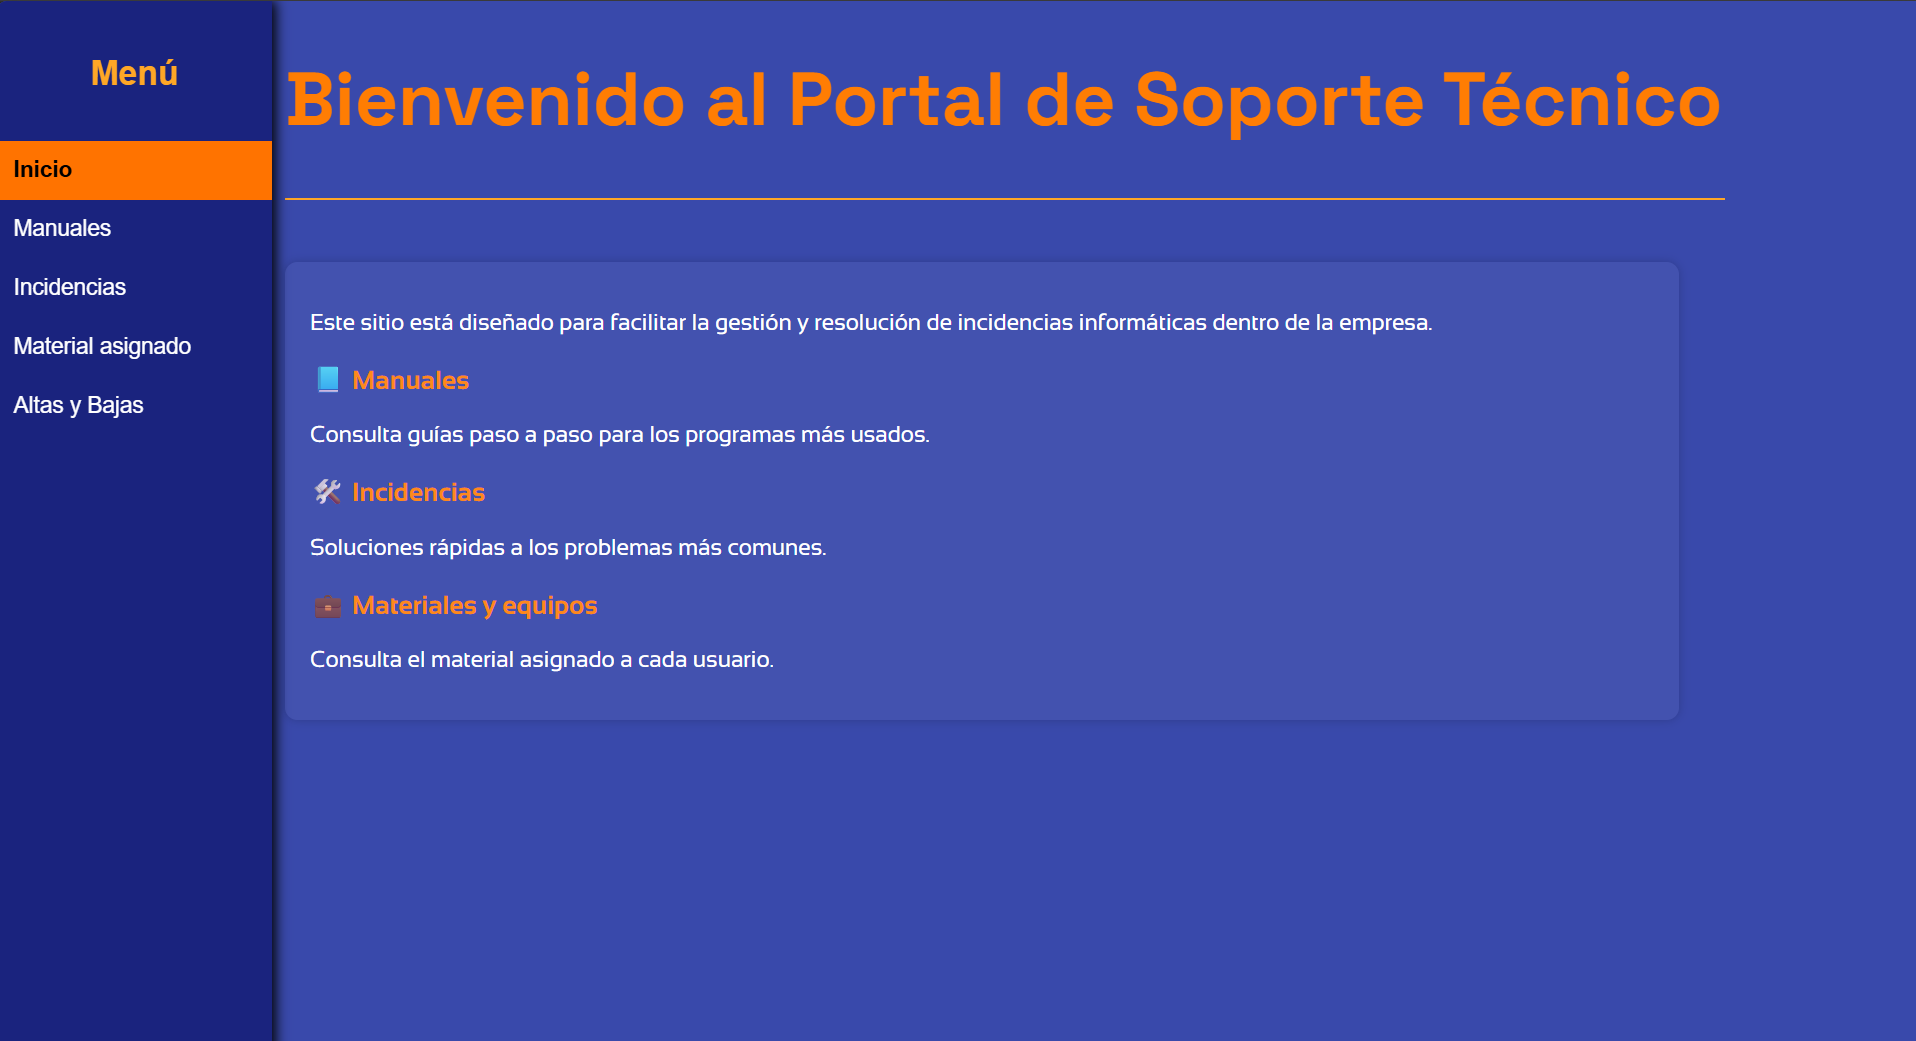 Menú
Inicio
Manuales
Incidencias
Material asignado
Altas y Bajas
Bienvenido al Portal de Soporte Técnico
Este sitio está diseñado para facilitar la gestión y resolución de incidencias informáticas dentro de la empresa.
Manuales
Consulta guías paso a paso para los programas más usados.
Incidencias
Soluciones rápidas a los problemas más comunes.
Materiales y equipos
Consulta el material asignado a cada usuario.